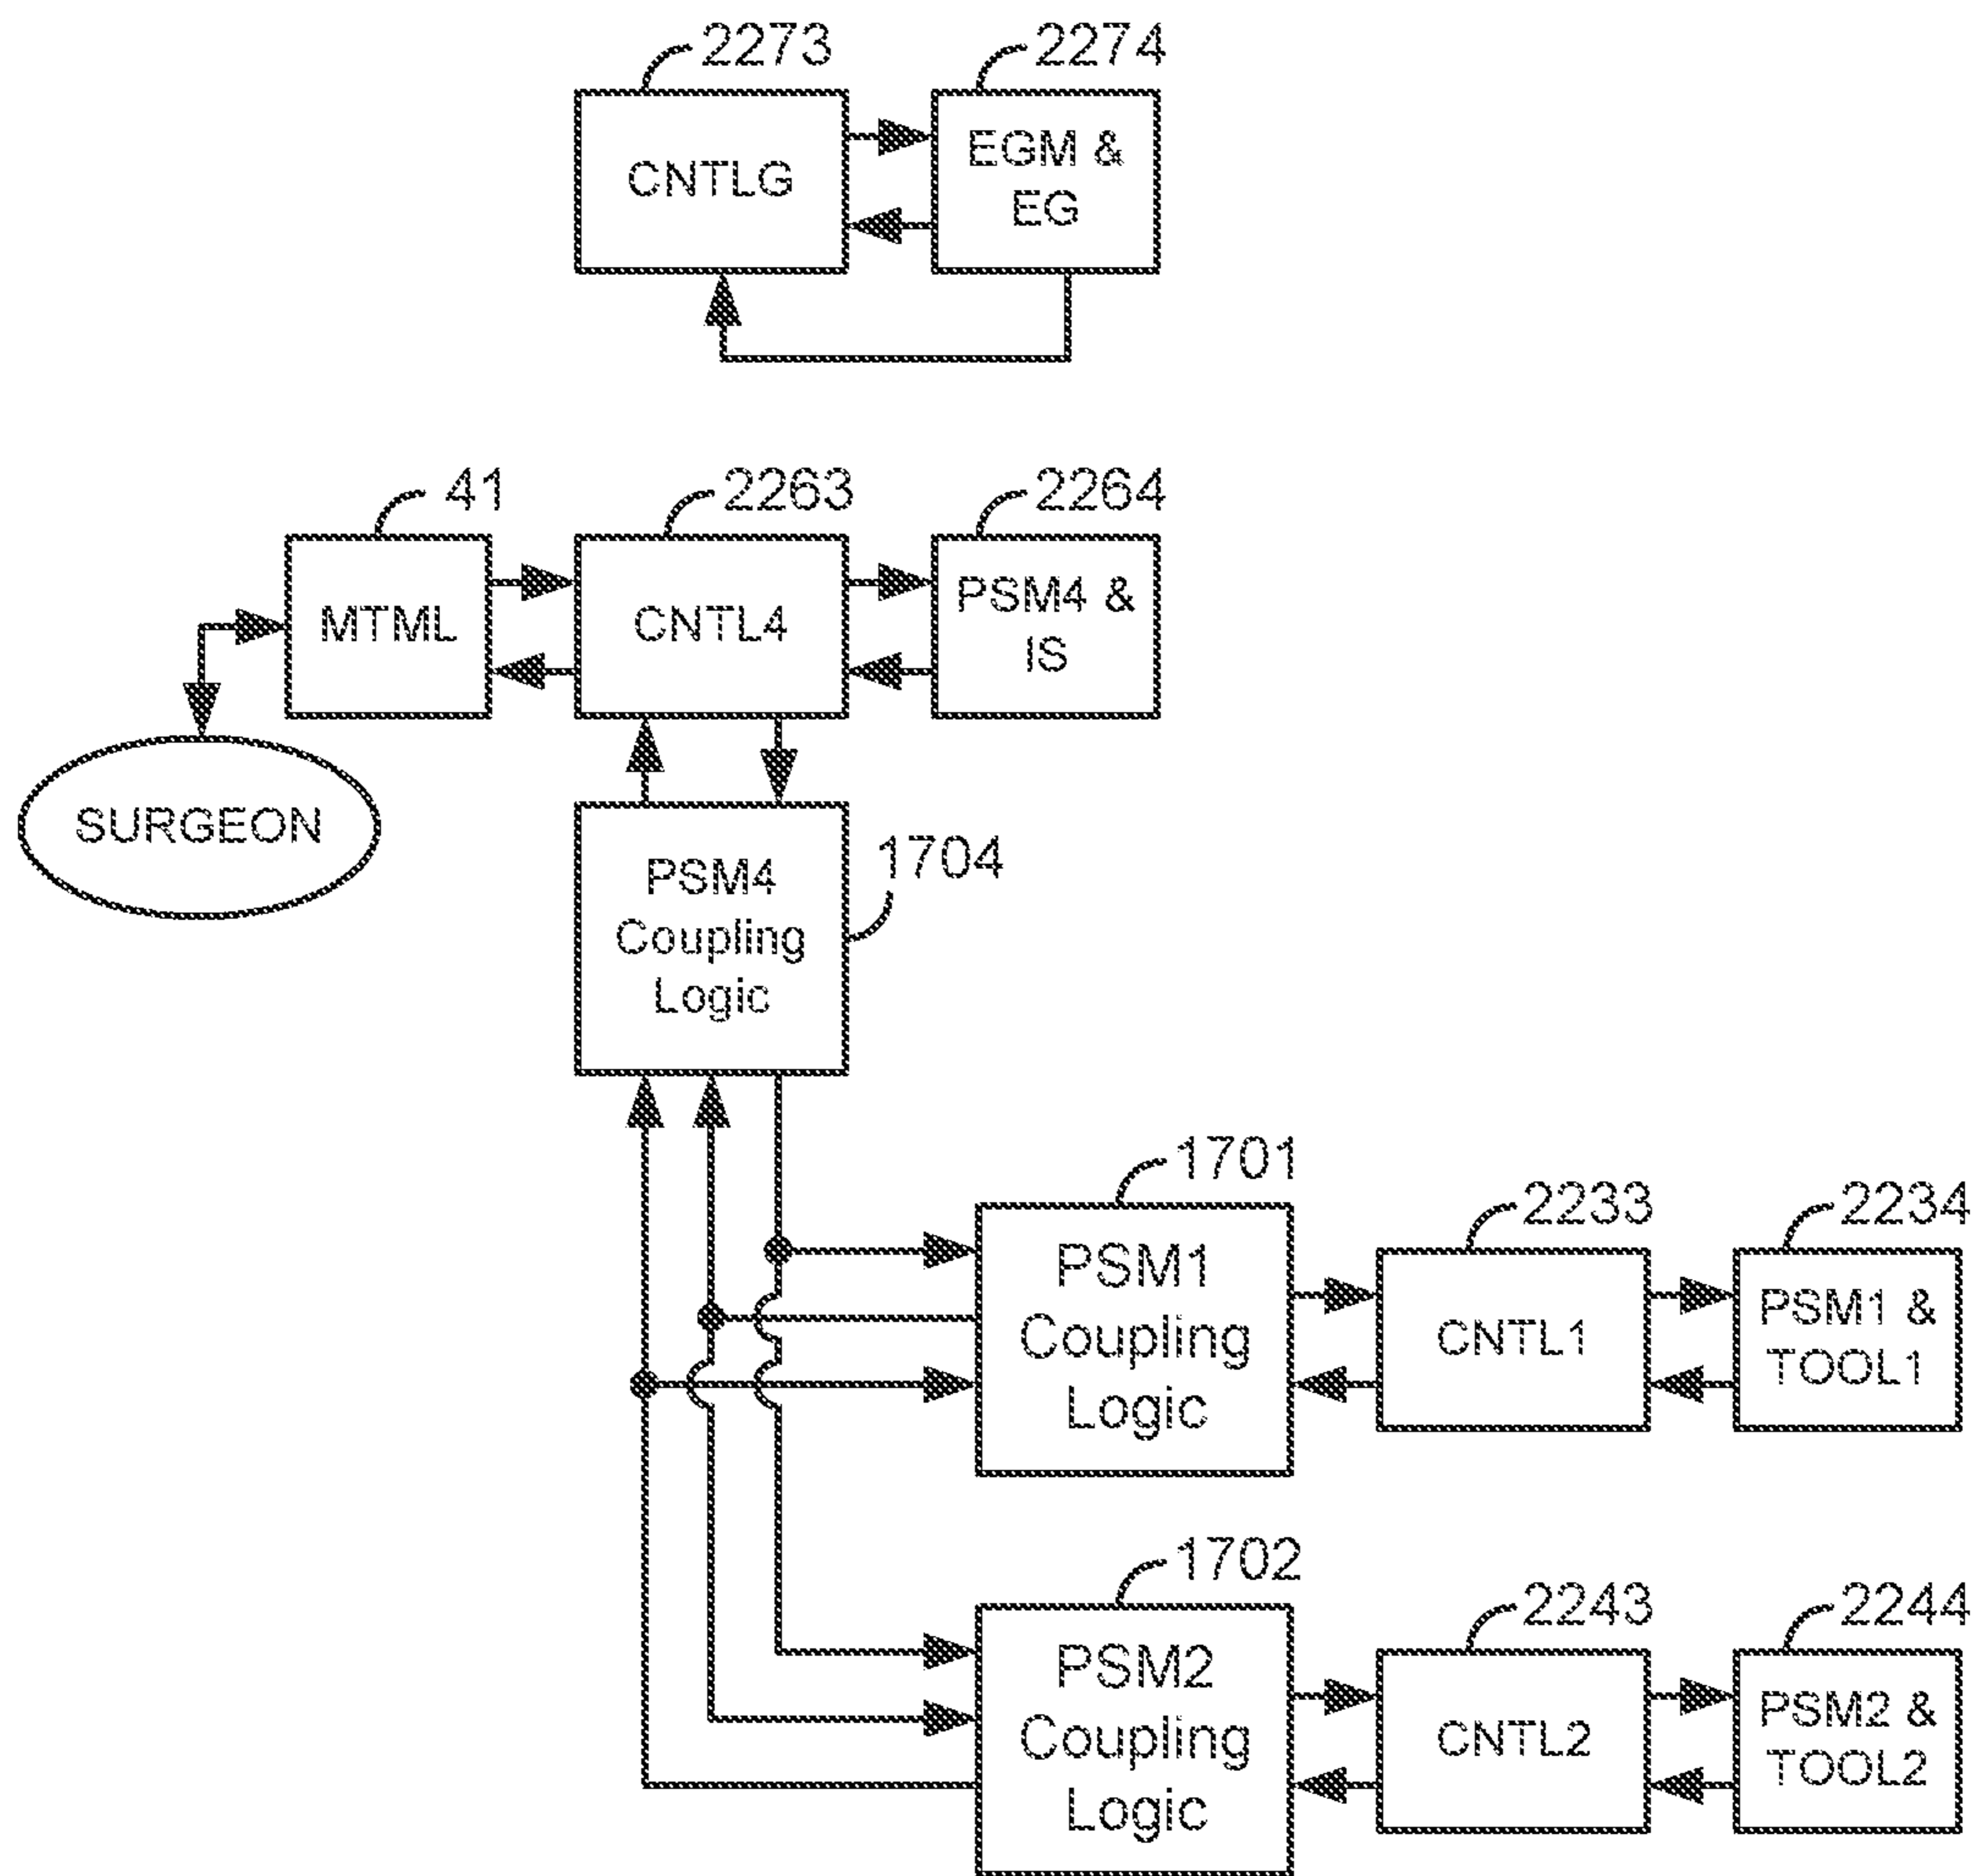 2273
2274
CNTLG
EGM &
EG
41
2263
2264
MTML
CNTL4
PSM4 &
IS
SURGEON
PSM4
Coupling
Logic
1704
1701
2233
2234
PSM1
Coupling
Logic
CNTL1
PSM1 &
TOOL1
1702
2243
2244
PSM2
Coupling
Logic
CNTL2
PSM2 &
TOOL2